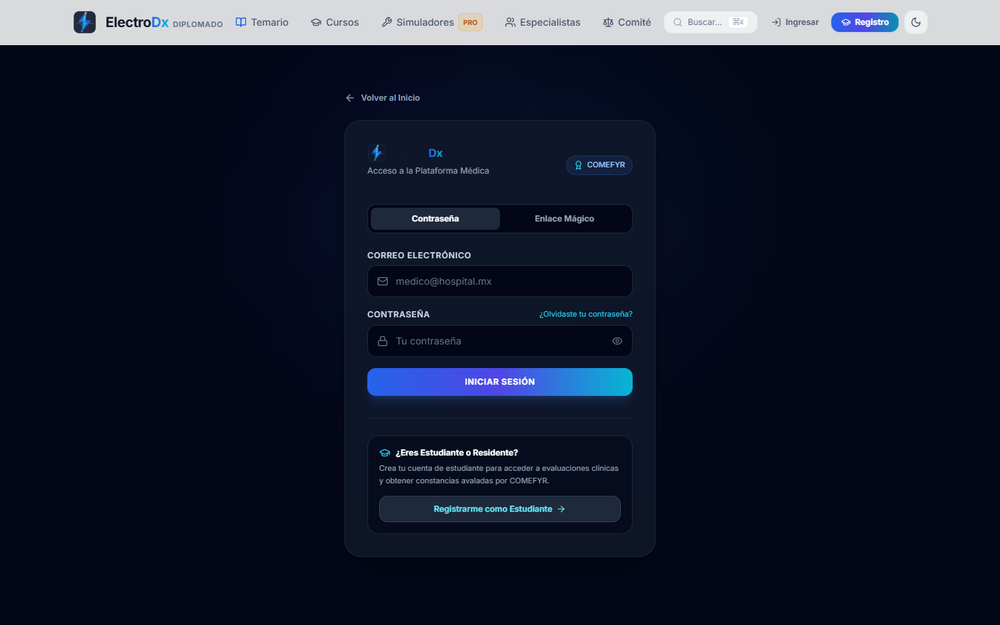 ElectroDx DIPLOMADO
Temario
Cursos
Simuladores PRO
Especialistas
Comité
Buscar... ⌘K
Ingresar
Registro
Volver al Inicio
Dx
Acceso a la Plataforma Médica
COMEFYR
Contraseña
Enlace Mágico
CORREO ELECTRÓNICO
medico@hospital.mx
CONTRASEÑA
¿Olvidaste tu contraseña?
Tu contraseña
INICIAR SESIÓN
¿Eres Estudiante o Residente?
Crea tu cuenta de estudiante para acceder a evaluaciones clínicas
y obtener constancias avaladas por COMEFYR.
Registrarme como Estudiante →